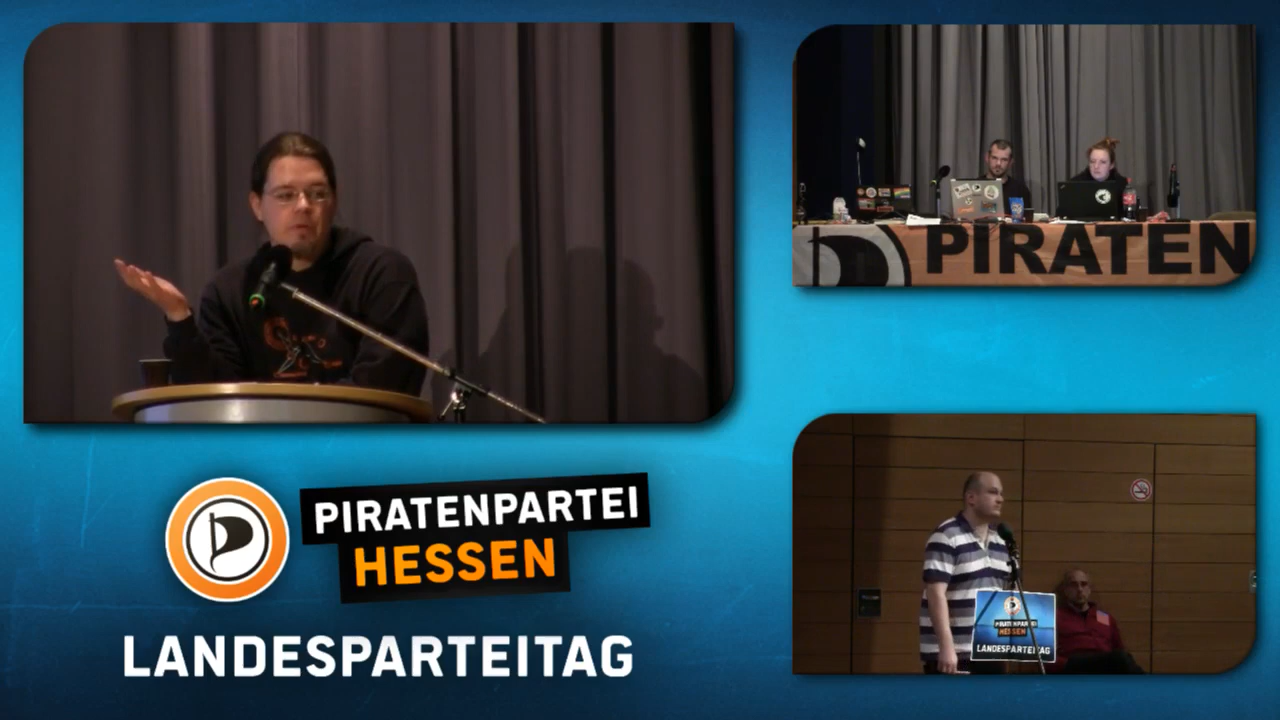 PIRATEN
PIRATENPARTEI
HESSEN
LANDESPARTEITAG
PIRATENPARTEI
HESSEN
LANDESPARTEITAG